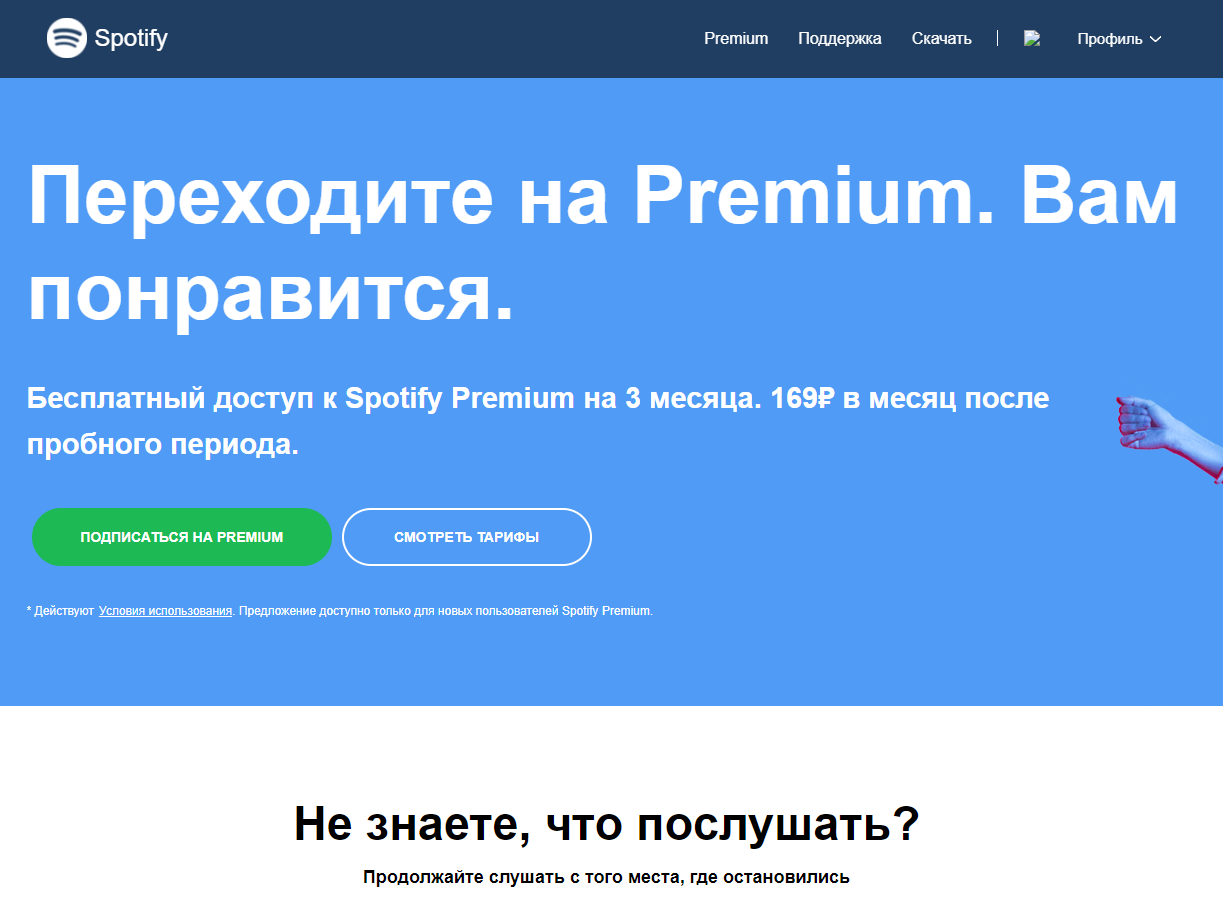 Spotify
Premium Поддержка Скачать Профиль
Переходите на Premium. Вам
понравится.
Бесплатный доступ к Spotify Premium на 3 месяца. 169₽ в месяц после
пробного периода.
ПОДПИСАТЬСЯ НА PREMIUM СМОТРЕТЬ ТАРИФЫ
* Действуют Условия использования. Предложение доступно только для новых пользователей Spotify Premium.
Не знаете, что послушать?
Продолжайте слушать с того места, где остановились